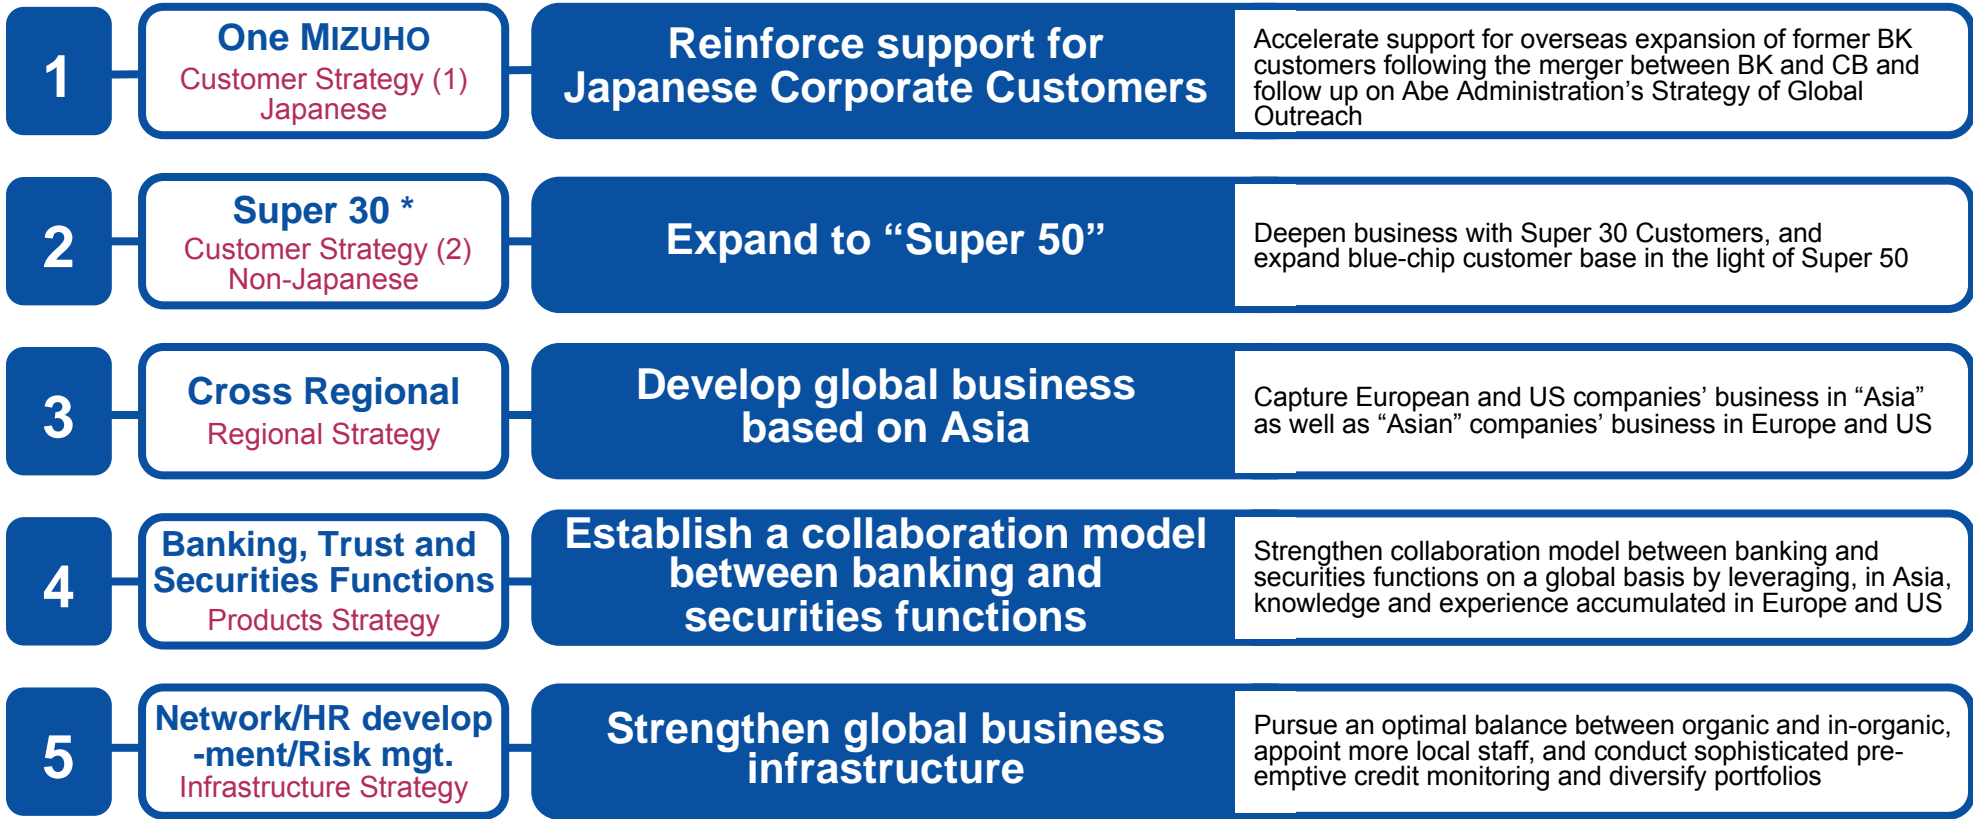 1
One MIZUHO
Customer Strategy (1)
Japanese
Reinforce support for
Japanese Corporate Customers
Accelerate support for overseas expansion of former BK
customers following the merger between BK and CB and
follow up on Abe Administration’s Strategy of Global
Outreach
2
Super 30 *
Customer Strategy (2)
Non-Japanese
Expand to “Super 50”
Deepen business with Super 30 Customers, and
expand blue-chip customer base in the light of Super 50
3
Cross Regional
Regional Strategy
Develop global business
based on Asia
Capture European and US companies’ business in “Asia”
as well as “Asian” companies’ business in Europe and US
4
Banking, Trust and
Securities Functions
Products Strategy
Establish a collaboration model
between banking and
securities functions
Strengthen collaboration model between banking and
securities functions on a global basis by leveraging, in Asia,
knowledge and experience accumulated in Europe and US
5
Network/HR develop
-ment/Risk mgt.
Infrastructure Strategy
Strengthen global business
infrastructure
Pursue an optimal balance between organic and in-organic,
appoint more local staff, and conduct sophisticated pre-
emptive credit monitoring and diversify portfolios